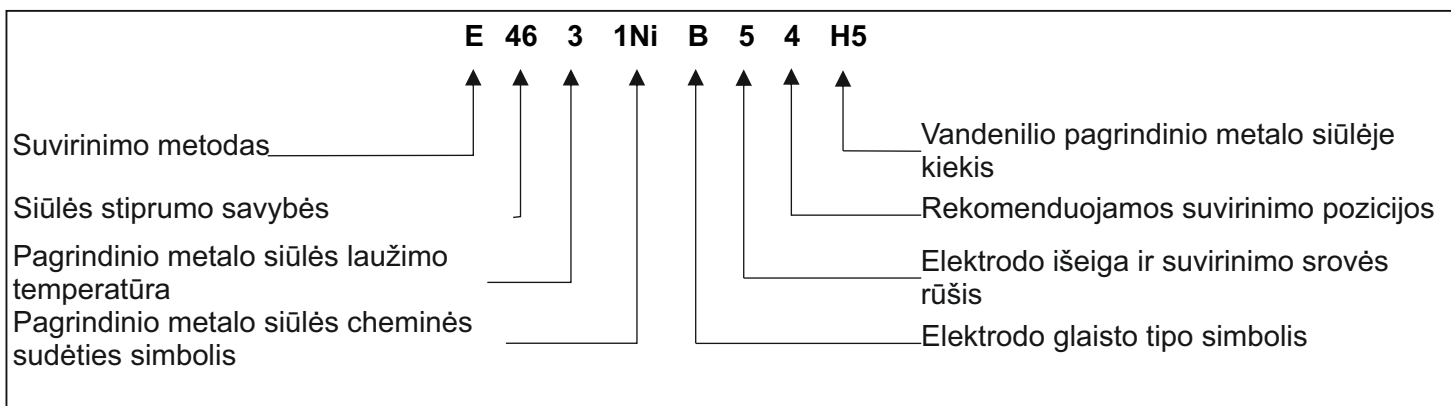 E 46 3 1Ni B 5 4 H5
Suvirinimo metodas
Siūlės stiprumo savybės
Pagrindinio metalo siūlės laužimo
temperatūra
Pagrindinio metalo siūlės cheminės
sudėties simbolis
Vandenilio pagrindinio metalo siūlėje
kiekis
Rekomenduojamos suvirinimo pozicijos
Elektrodo išeiga ir suvirinimo srovės
rūšis
Elektrodo glaisto tipo simbolis